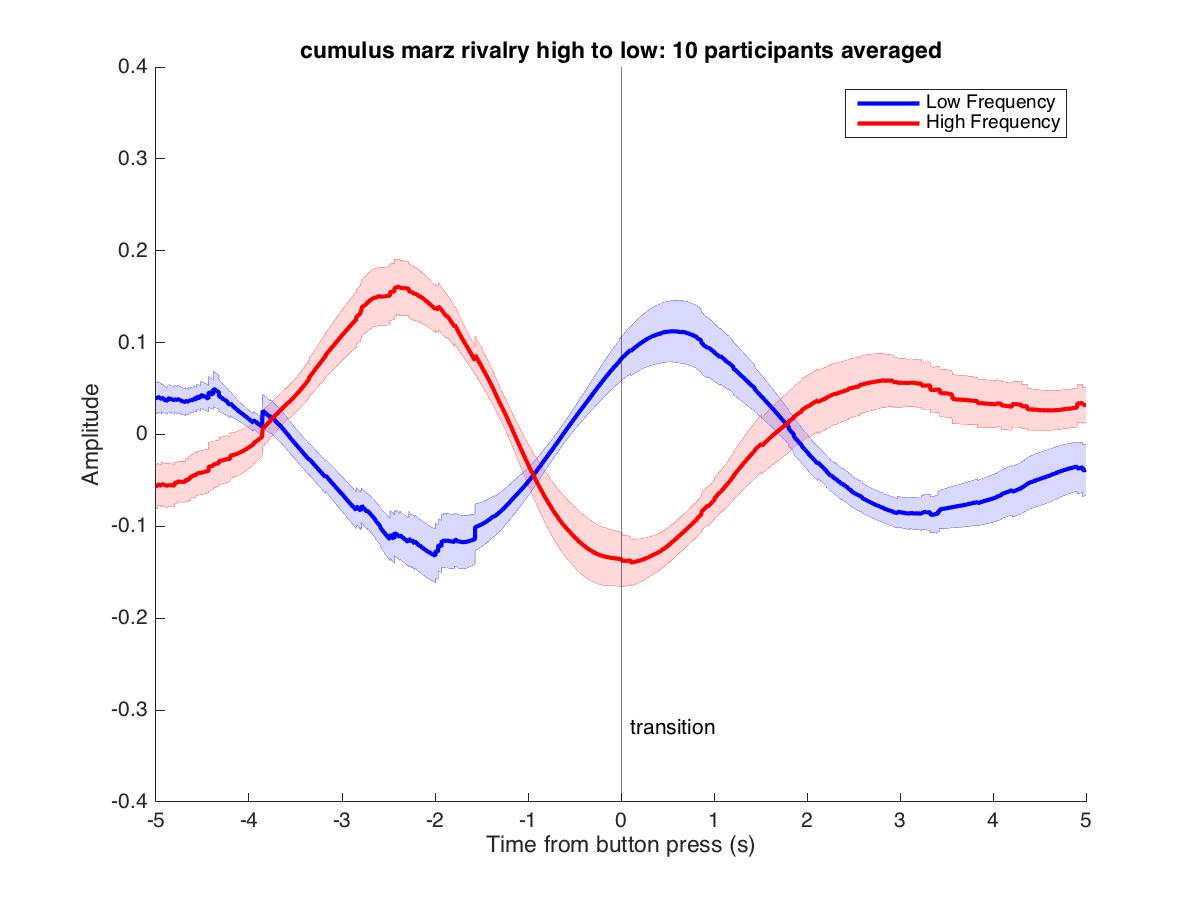 cumulus marz rivalry high to low: 10 participants averaged
0.4
0.3
0.2
0.1
0
-0.1
-0.2
-0.3
-0.4
Amplitude
Low Frequency
High Frequency
transition
-5 -4 -3 -2 -1 0 1 2 3 4 5
Time from button press (s)